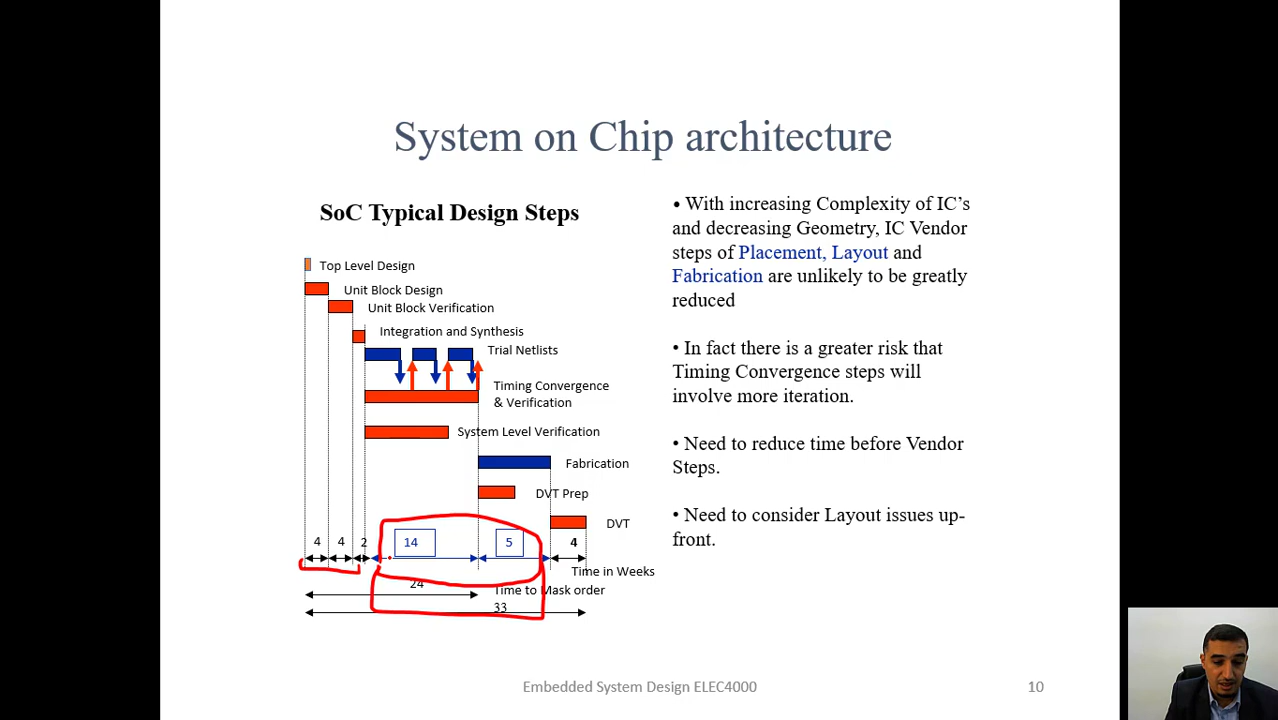 System on Chip architecture
SoC Typical Design Steps
Top Level Design
Unit Block Design
Unit Block Verification
Integration and Synthesis
Trial Netlists
Timing Convergence
& Verification
System Level Verification
Fabrication
DVT Prep
DVT
4 4 2 14 5 4
Time in Weeks
24
Time to Mask order
33
• With increasing Complexity of IC’s
and decreasing Geometry, IC Vendor
steps of Placement, Layout and
Fabrication are unlikely to be greatly
reduced
• In fact there is a greater risk that
Timing Convergence steps will
involve more iteration.
• Need to reduce time before Vendor
Steps.
• Need to consider Layout issues up-
front.
Embedded System Design ELEC4000
10